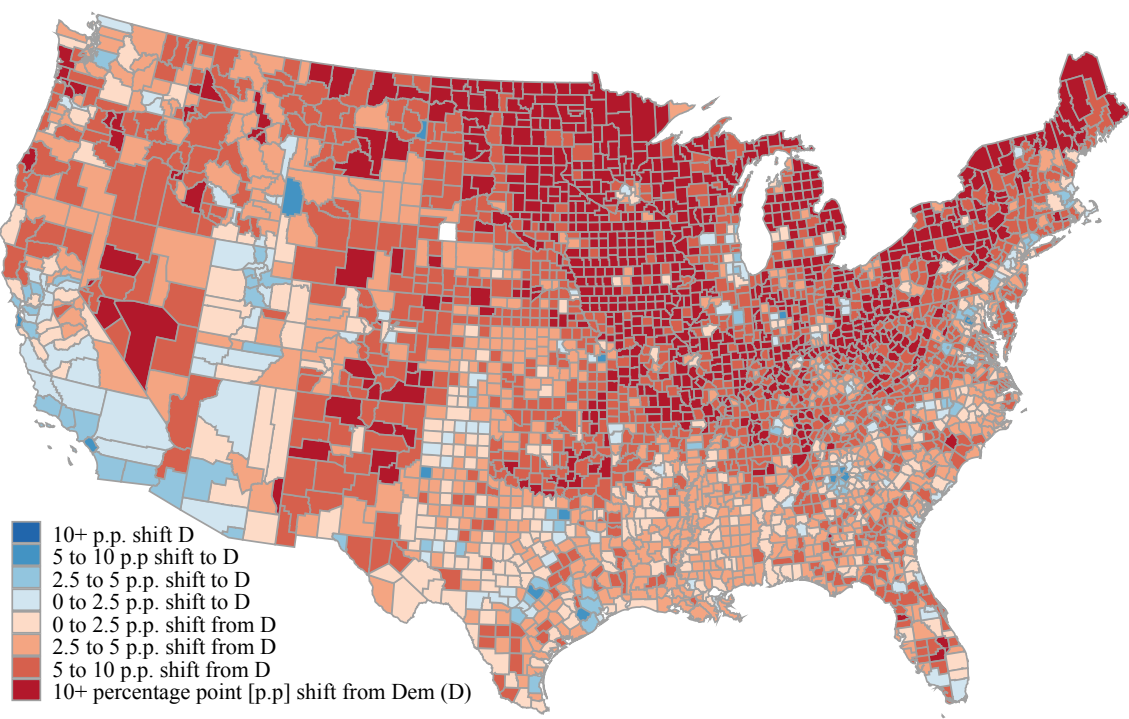 10+ p.p. shift D
5 to 10 p.p shift to D
2.5 to 5 p.p. shift to D
0 to 2.5 p.p. shift to D
0 to 2.5 p.p. shift from D
2.5 to 5 p.p. shift from D
5 to 10 p.p. shift from D
10+ percentage point [p.p] shift from Dem (D)